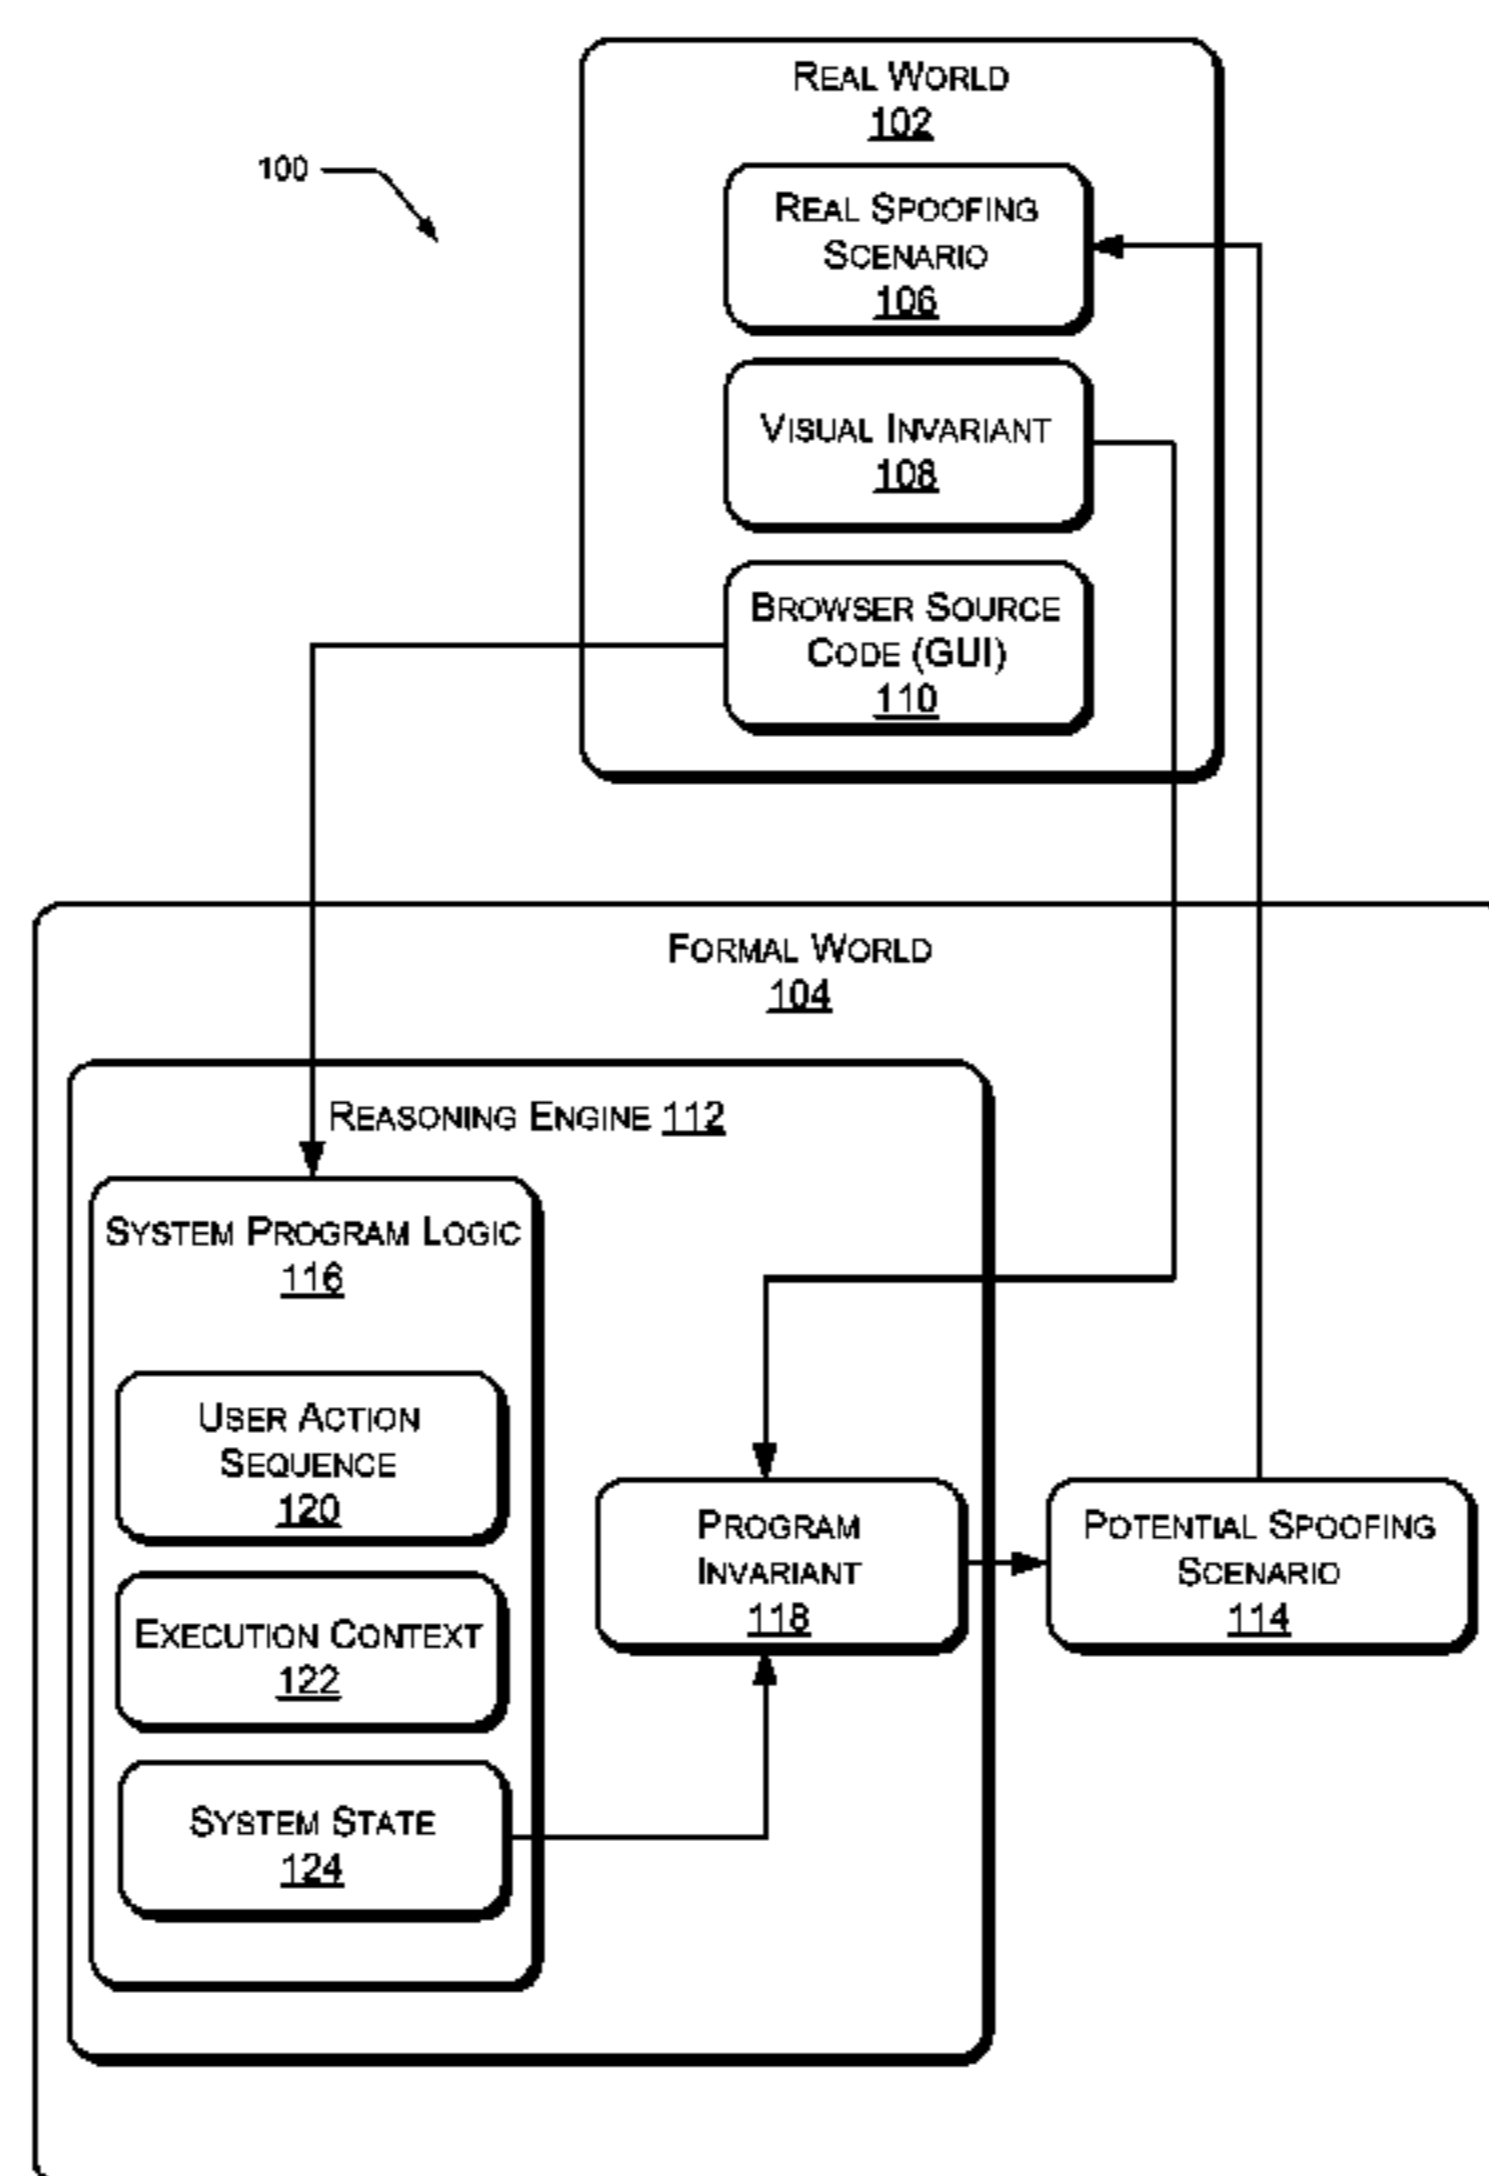 REAL WORLD
102
100
REAL SPOOFING
SCENARIO
106
VISUAL INVARIANT
108
BROWSER SOURCE
CODE (GUI)
110
FORMAL WORLD
104
REASONING ENGINE 112
SYSTEM PROGRAM LOGIC
116
USER ACTION
SEQUENCE
120
EXECUTION CONTEXT
122
SYSTEM STATE
124
PROGRAM
INVARIANT
118
POTENTIAL SPOOFING
SCENARIO
114